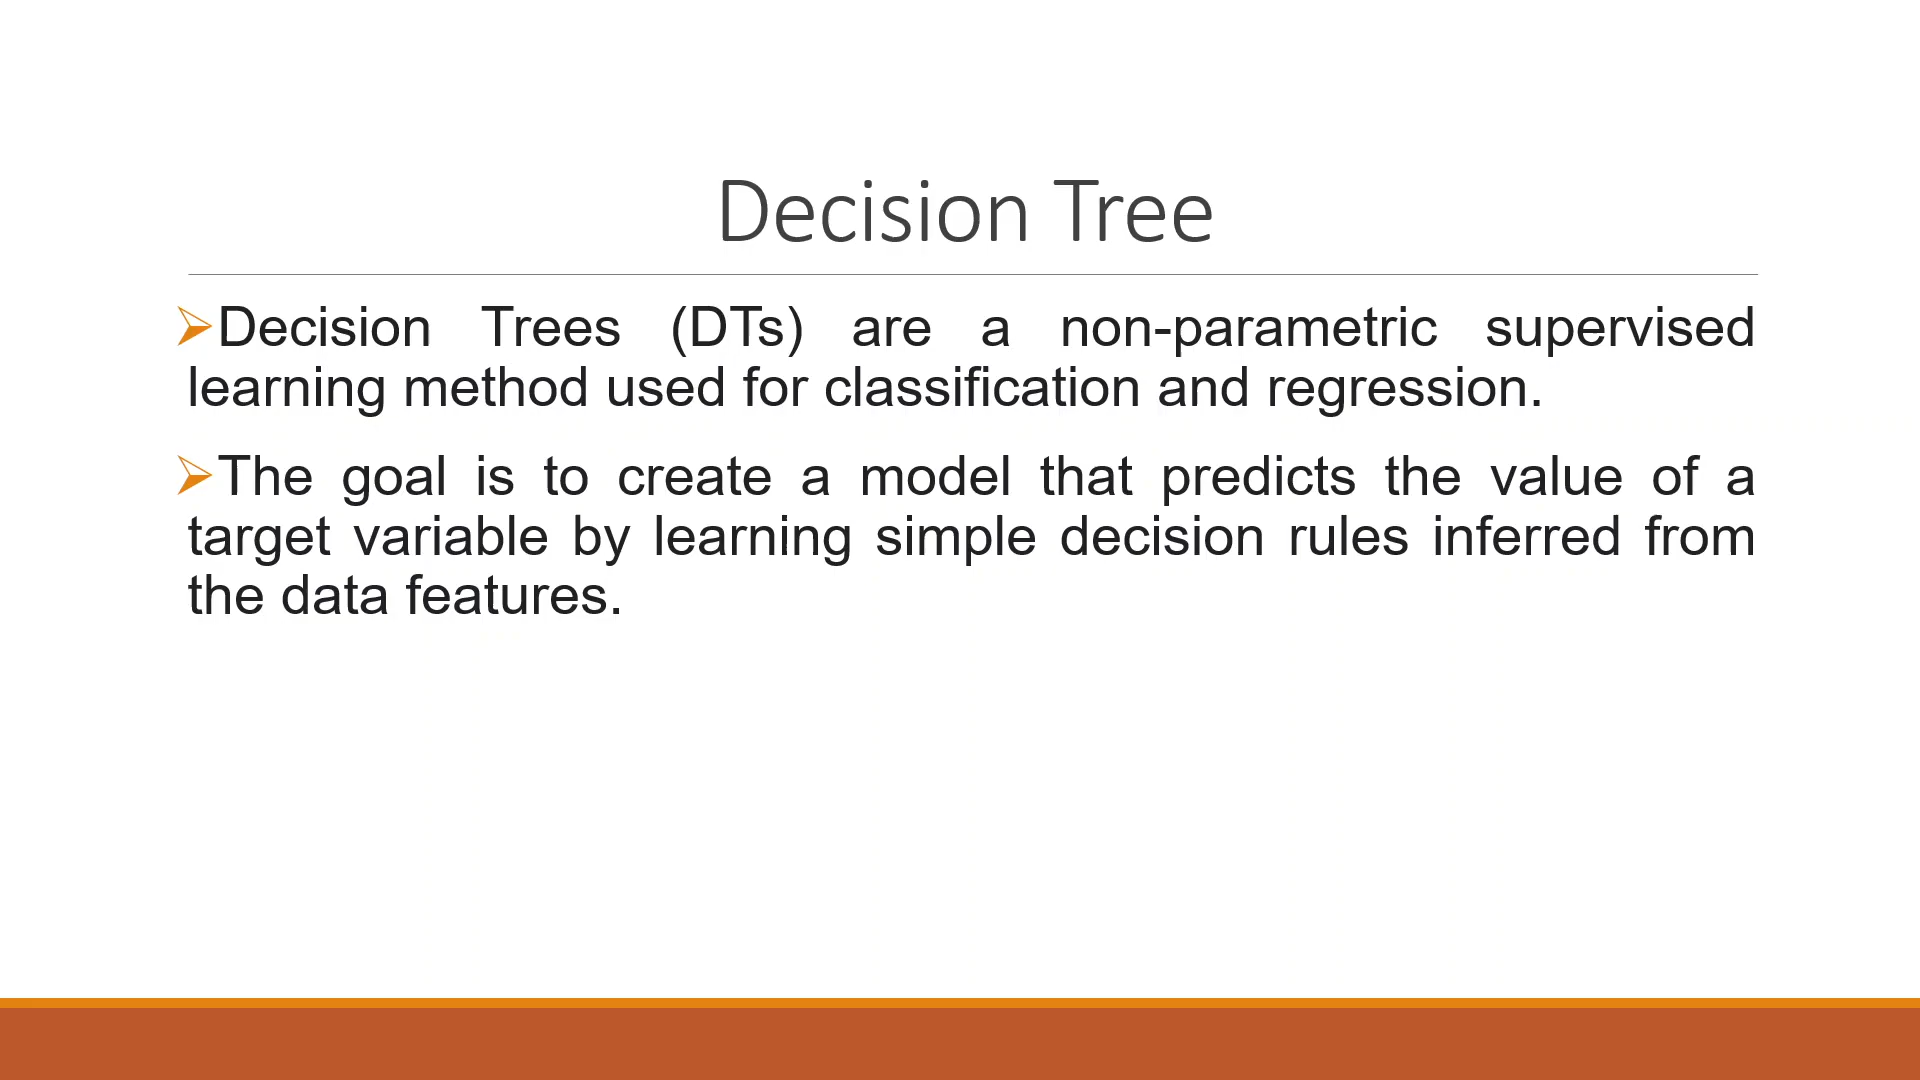 Decision Tree
Decision Trees (DTs) are a non-parametric supervised
learning method used for classification and regression.
The goal is to create a model that predicts the value of a
target variable by learning simple decision rules inferred from
the data features.